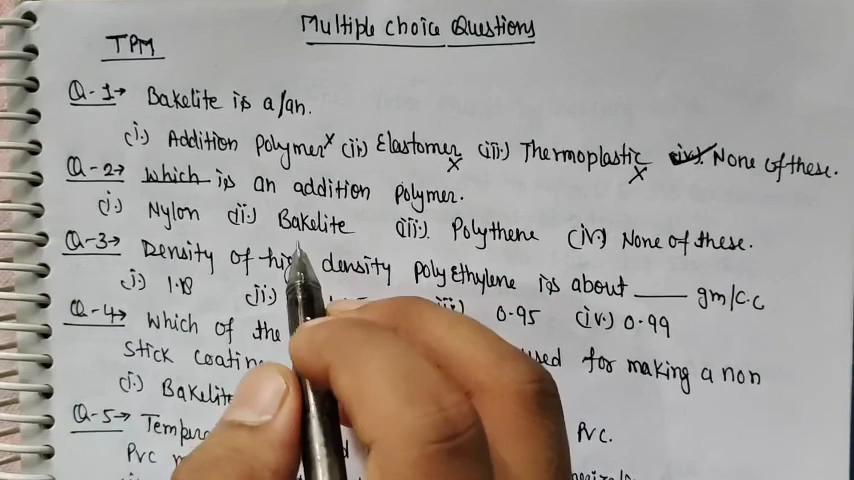 Multiple choice Questions
TPM
Q-1→ Bakelite is a/an.
(i.) Addition Polymer x (ii) Elastomer x (iii.) Thermoplastic x (iv). None of these.
Q-2→ which is an addition polymer.
(i.) Nylon (ii.) Bakelite (iii). Polythene (iv.) None of these.
Q-3→ Density of density PolyEthylene is about ___ gm/c.c
(i.) 1.18 (ii.) 0.95 (iv.) 0.99
Q-4→ Which of the used for making a non
stick coating
(i.) Bakelite
Q-5→ PVC.
PVC